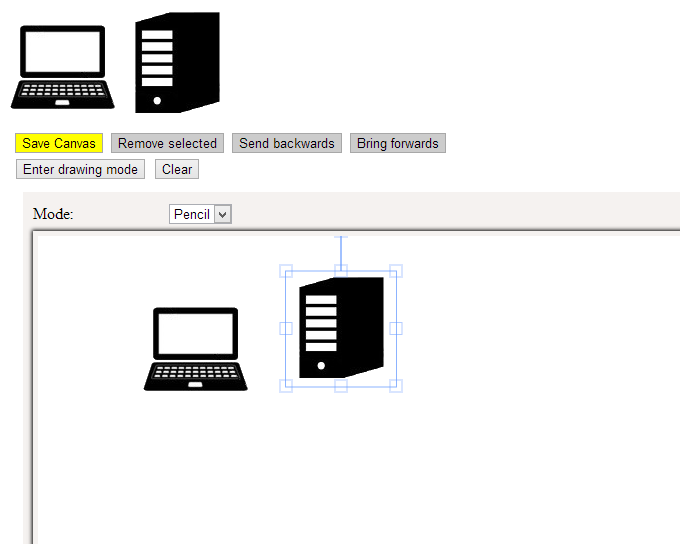 Save Canvas Remove selected Send backwards Bring forwards
Enter drawing mode Clear
Mode: Pencil